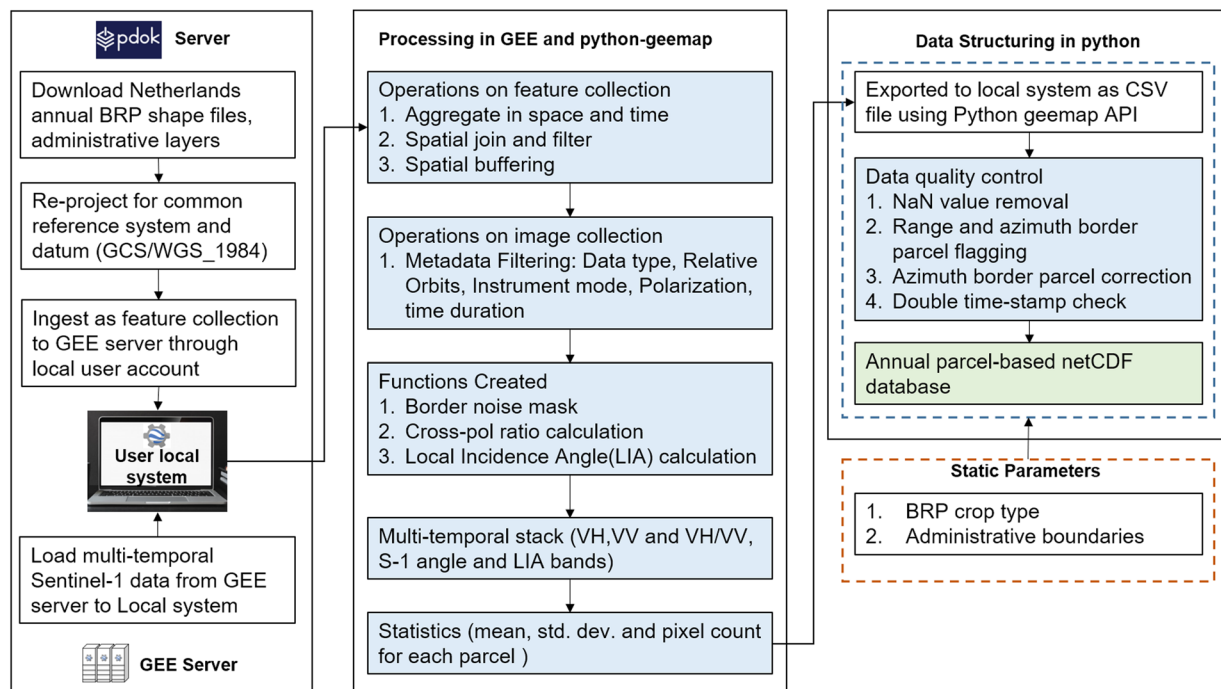 pdok Server
Download Netherlands
annual BRP shape files,
administrative layers
Re-project for common
reference system and
datum (GCS/WGS_1984)
Ingest as feature collection
to GEE server through
local user account
User local
system
Load multi-temporal
Sentinel-1 data from GEE
server to Local system
GEE Server
Processing in GEE and python-geemap
Operations on feature collection
1. Aggregate in space and time
2. Spatial join and filter
3. Spatial buffering
Operations on image collection
1. Metadata Filtering: Data type, Relative
Orbits, Instrument mode, Polarization,
time duration
Functions Created
1. Border noise mask
2. Cross-pol ratio calculation
3. Local Incidence Angle(LIA) calculation
Multi-temporal stack (VH,VV and VH/VV,
S-1 angle and LIA bands)
Statistics (mean, std. dev. and pixel count
for each parcel )
Data Structuring in python
Exported to local system as CSV
file using Python geemap API
Data quality control
1. NaN value removal
2. Range and azimuth border
parcel flagging
3. Azimuth border parcel correction
4. Double time-stamp check
Annual parcel-based netCDF
database
Static Parameters
1. BRP crop type
2. Administrative boundaries